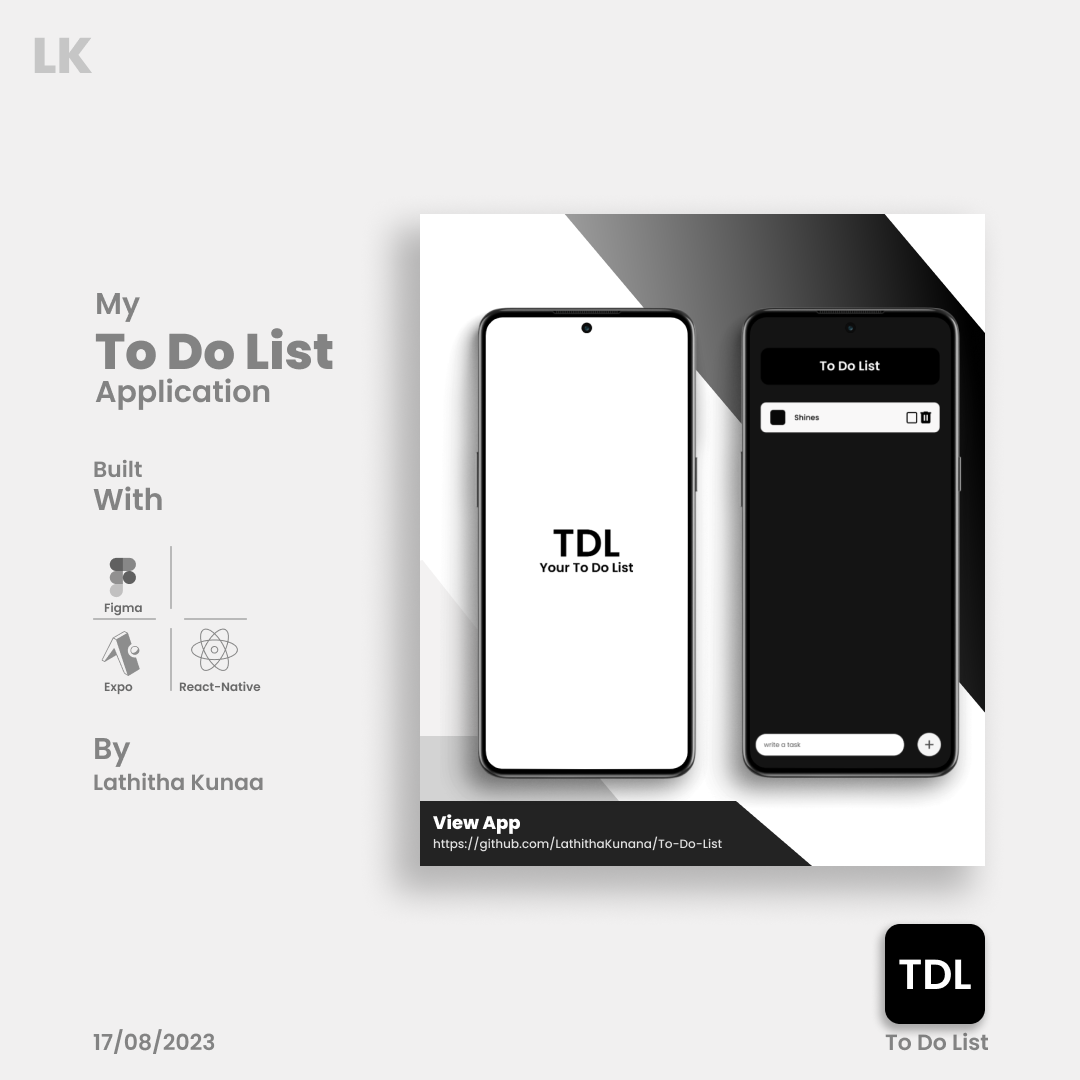 LK
My
To Do List
Application
Built
With
Figma
Expo
React-Native
By
Lathitha Kunaa
17/08/2023
TDL
Your To Do List
To Do List
Shines
write a task
View App
https://github.com/LathithaKunana/To-Do-List
TDL
To Do List